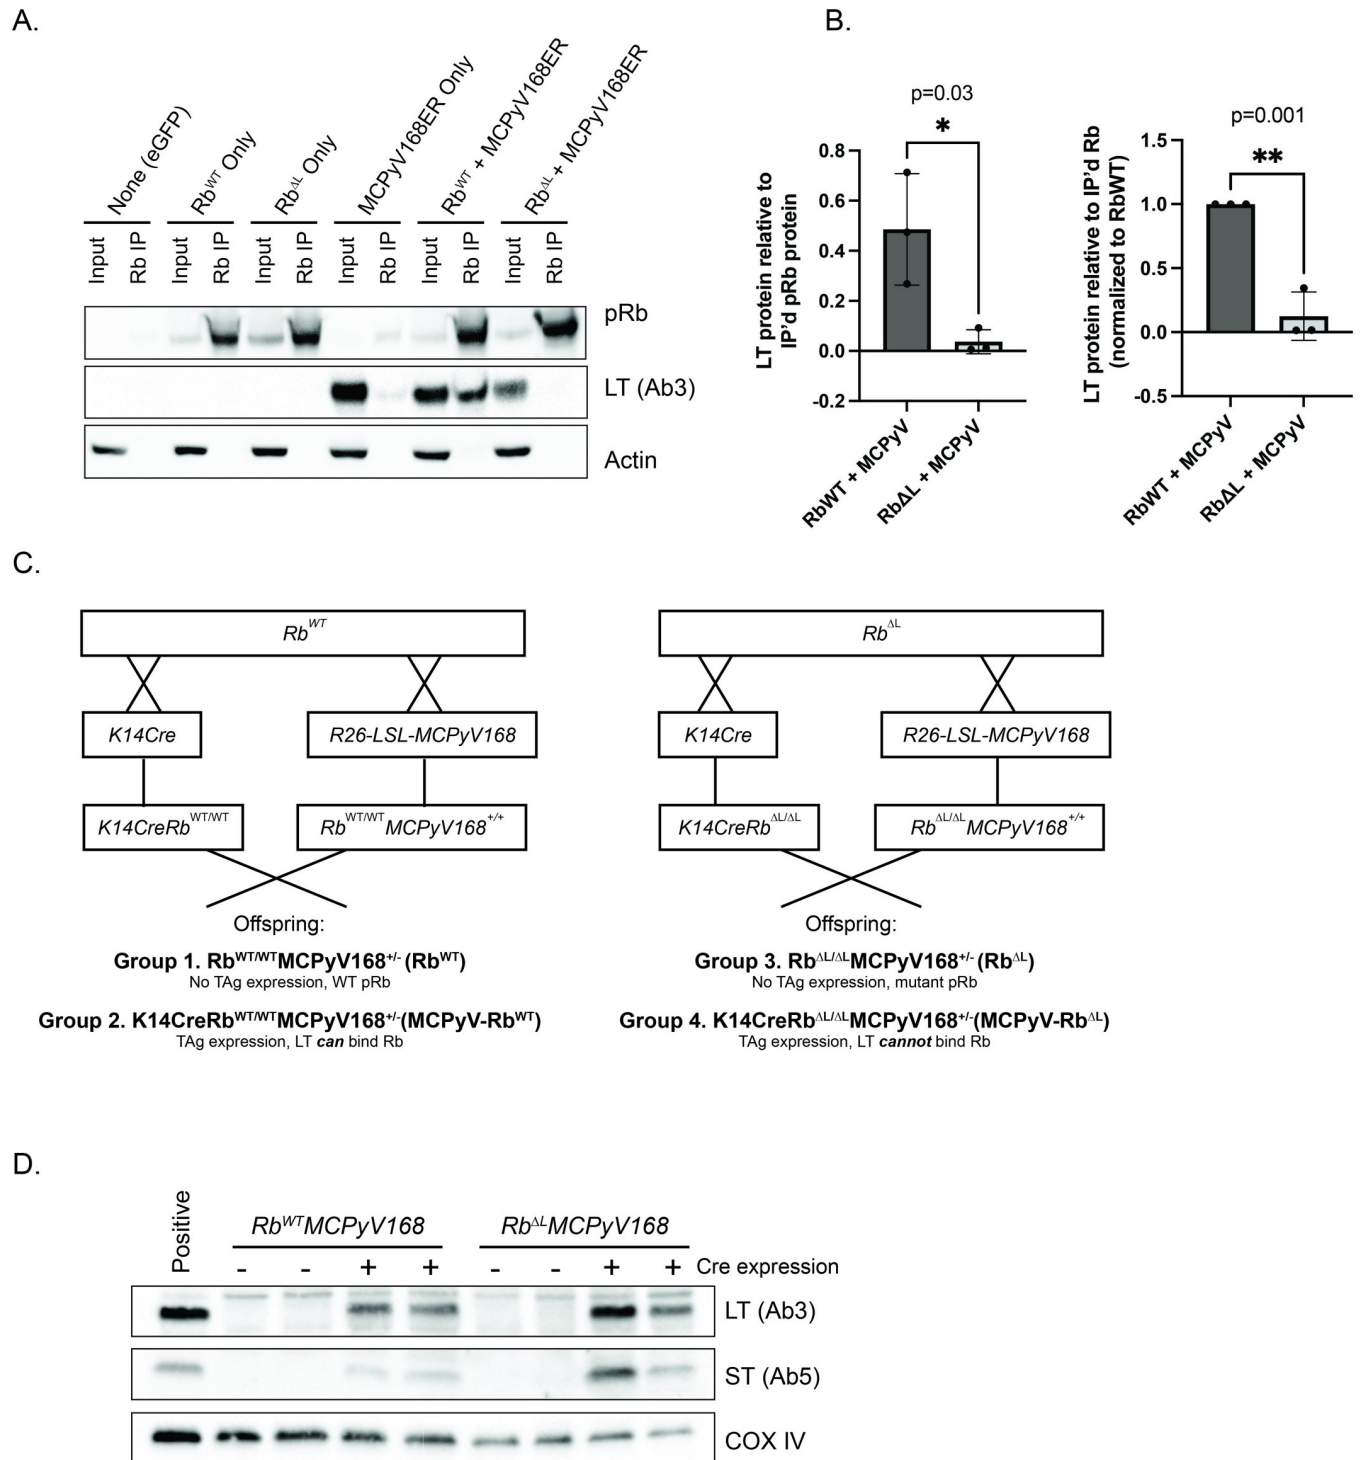 A.
None (eGFP)
Rb^WT Only
Rb^ΔL Only
MCPyV168ER Only
Rb^WT + MCPyV168ER
Rb^ΔL + MCPyV168ER
Input Rb IP Input Rb IP Input Rb IP Input Rb IP Input Rb IP Input Rb IP
pRb
LT (Ab3)
Actin
B.
p=0.03
*
LT protein relative to
IP'd pRb protein
0.8
0.6
0.4
0.2
0.0
-0.2
RbWT + MCPyV
RbΔL + MCPyV
p=0.001
**
LT protein relative to IP'd Rb
(normalized to RbWT)
1.5
1.0
0.5
0.0
-0.5
RbWT + MCPyV
RbΔL + MCPyV
C.
Rb^WT
K14Cre
R26-LSL-MCPyV168
K14CreRb^WT/WT
Rb^WT/WT MCPyV168^+/+
Offspring:
Group 1. Rb^WT/WT MCPyV168^+/- (Rb^WT)
No TAg expression, WT pRb
Group 2. K14CreRb^WT/WT MCPyV168^+/- (MCPyV-Rb^WT)
TAg expression, LT can bind Rb
Rb^ΔL
K14Cre
R26-LSL-MCPyV168
K14CreRb^ΔL/ΔL
Rb^ΔL/ΔL MCPyV168^+/+
Offspring:
Group 3. Rb^ΔL/ΔL MCPyV168^+/- (Rb^ΔL)
No TAg expression, mutant pRb
Group 4. K14CreRb^ΔL/ΔL MCPyV168^+/- (MCPyV-Rb^ΔL)
TAg expression, LT cannot bind Rb
D.
Positive
Rb^WT MCPyV168
Rb^ΔL MCPyV168
- - + + - - + + Cre expression
LT (Ab3)
ST (Ab5)
COX IV